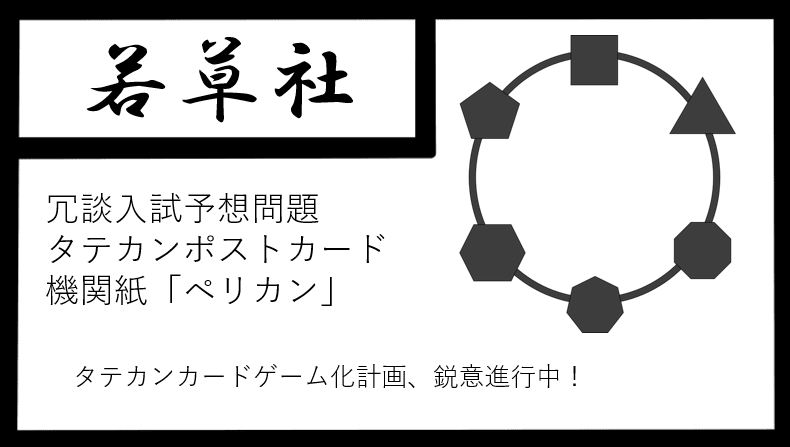 若草社
冗談入試予想問題
タテカンポストカード
機関紙「ペリカン」
タテカンカードゲーム化計画、鋭意進行中！